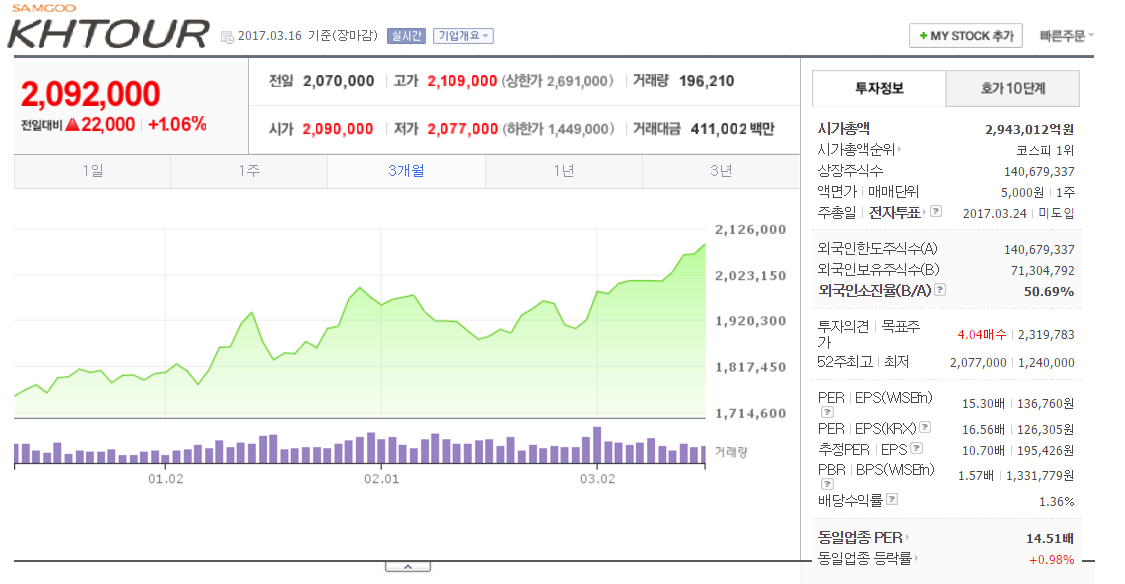 SAMGOO
KHTOUR 2017.03.16 기준(장마감) 실시간 기업개요 + MY STOCK 추가 빠른주문
2,092,000
전일대비 ▲22,000 +1.06%
전일 2,070,000 고가 2,109,000 (상한가 2,691,000) 거래량 196,210
시가 2,090,000 저가 2,077,000 (하한가 1,449,000) 거래대금 411,002 백만
1일 1주 3개월 1년 3년
2,126,000
2,023,150
1,920,300
1,817,450
1,714,600
거래량
01.02 02.01 03.02
투자정보 호가 10단계
시가총액 2,943,012억원
시가총액순위 코스피 1위
상장주식수 140,679,337
액면가 매매단위 5,000원 1주
주총일 전자투표 ? 2017.03.24 미도입
외국인한도주식수(A) 140,679,337
외국인보유주식수(B) 71,304,792
외국인소진율(B/A) ? 50.69%
투자의견 목표주
가 4.04매수 2,319,783
52주최고 최저 2,077,000 1,240,000
PER EPS(WISEfn)
? 15.30배 136,760원
PER EPS(KRX) ? 16.56배 126,305원
추정PER EPS ? 10.70배 195,426원
PBR BPS(WISEfn)
? 1.57배 1,331,779원
배당수익률 ? 1.36%
동일업종 PER 14.51배
동일업종 등락률 +0.98%